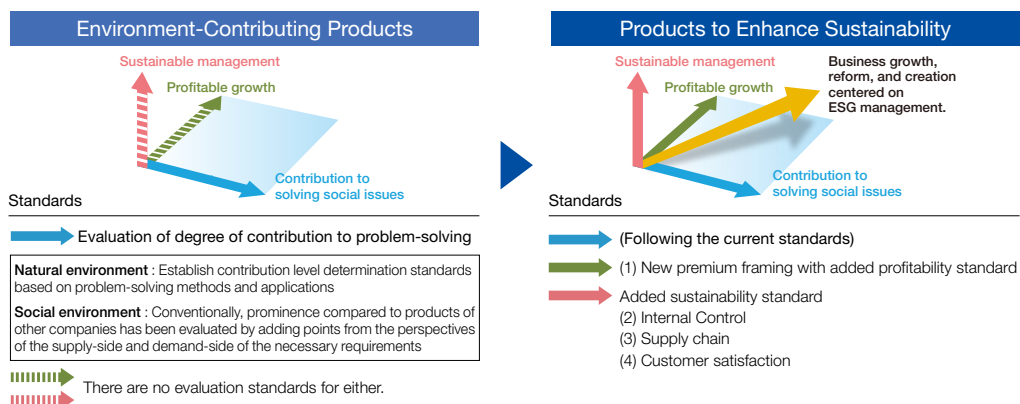 Environment-Contributing Products
Sustainable management
Profitable growth
Contribution to
solving social issues
Standards
Evaluation of degree of contribution to problem-solving
Natural environment : Establish contribution level determination standards
based on problem-solving methods and applications
Social environment : Conventionally, prominence compared to products of
other companies has been evaluated by adding points from the perspectives
of the supply-side and demand-side of the necessary requirements
There are no evaluation standards for either.
Products to Enhance Sustainability
Sustainable management
Profitable growth
Business growth,
reform, and creation
centered on
ESG management.
Contribution to
solving social issues
Standards
(Following the current standards)
(1) New premium framing with added profitability standard
Added sustainability standard
(2) Internal Control
(3) Supply chain
(4) Customer satisfaction